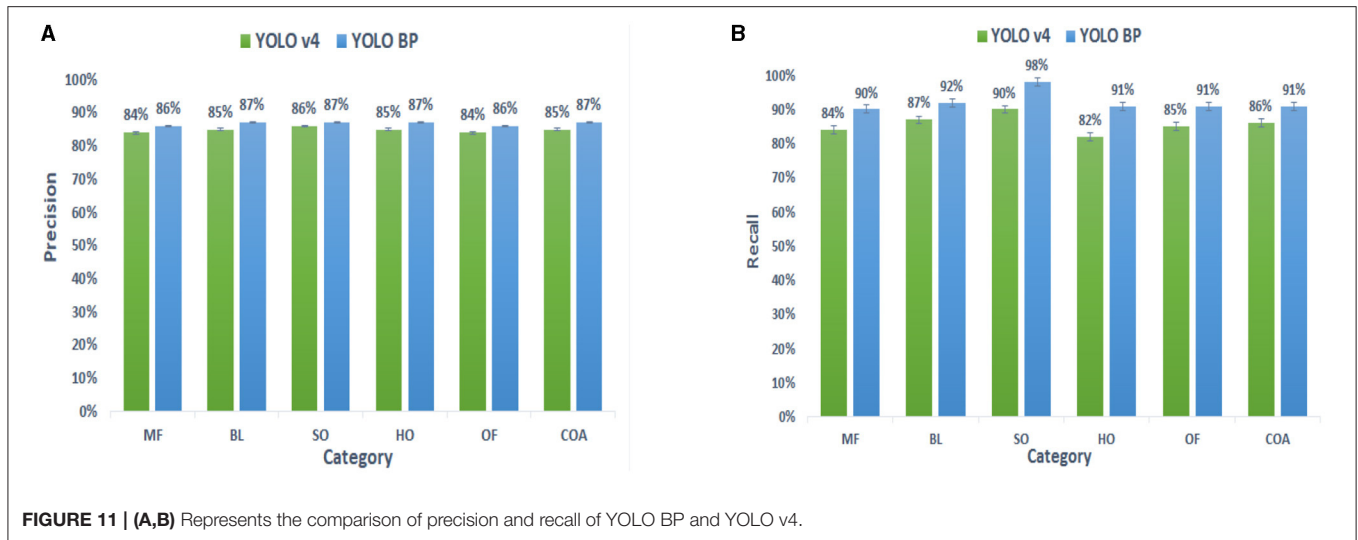 A
YOLO v4 YOLO BP
100%
90%
80%
70%
60%
50%
40%
30%
20%
10%
0%
Precision
84% 86% 85% 87% 86% 87% 85% 87% 84% 86% 85% 87%
MF BL SO HO OF COA
Category
B
YOLO v4 YOLO BP
100%
90%
80%
70%
60%
50%
40%
30%
20%
10%
0%
Recall
84% 90% 87% 92% 90% 98% 82% 91% 85% 91% 86% 91%
MF BL SO HO OF COA
Category
FIGURE 11 | (A,B) Represents the comparison of precision and recall of YOLO BP and YOLO v4.